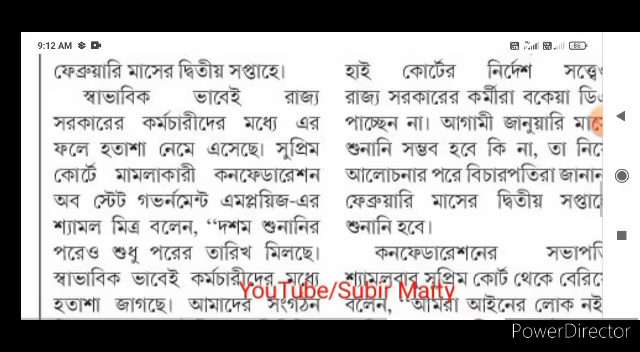 9:12 AM
ফেব্রুয়ারি মাসের দ্বিতীয় সপ্তাহে।
স্বাভাবিক ভাবেই রাজ্য
সরকারের কর্মচারীদের মধ্যে এর
ফলে হতাশা নেমে এসেছে। সুপ্রিম
কোর্টে মামলাকারী কনফেডারেশন
অব স্টেট গভর্নমেন্ট এমপ্লয়িজ-এর
শ্যামল মিত্র বলেন, ‘‘দশম শুনানির
পরেও শুধু পরের তারিখ মিলছে।
স্বাভাবিক ভাবেই কর্মচারীদের মধ্যে
হতাশা জাগছে। আমাদের সংগঠন
হাই কোর্টের নির্দেশ সত্ত্বেও
রাজ্য সরকারের কর্মীরা বকেয়া ডিএ
পাচ্ছেন না। আগামী জানুয়ারি মাসে
শুনানি সম্ভব হবে কি না, তা নিয়ে
আলোচনার পরে বিচারপতিরা জানান
ফেব্রুয়ারি মাসের দ্বিতীয় সপ্তাহে
শুনানি হবে।
কনফেডারেশনের সভাপতি
শ্যামলবাবু সুপ্রিম কোর্ট থেকে বেরিয়ে
বলেন, ‘‘আমরা আইনের লোক নই
YouTube/Subir Maity
PowerDirector